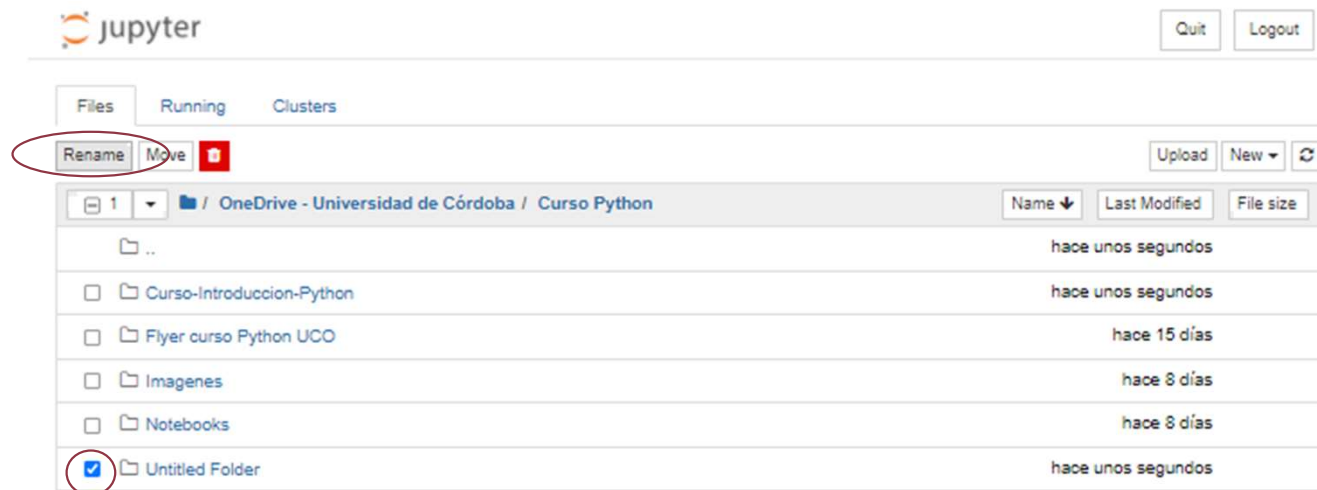 jupyter Quit Logout
Files Running Clusters
Rename Move Upload New
1 / OneDrive - Universidad de Córdoba / Curso Python Name Last Modified File size
.. hace unos segundos
Curso-Introduccion-Python hace unos segundos
Flyer curso Python UCO hace 15 días
Imagenes hace 8 días
Notebooks hace 8 días
Untitled Folder hace unos segundos